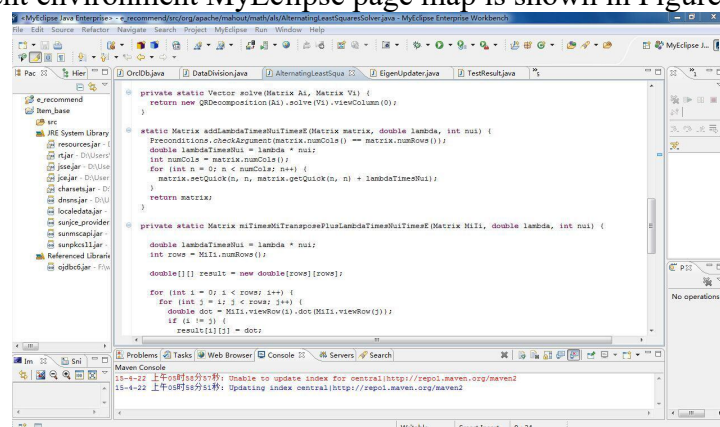 ent environment MyEclipse page map is shown in Figure
MyEclipse Java Enterprise - e_recommend/src/org/apache/mahout/math/als/AlternatingLeastSquaresSolver.java - MyEclipse Enterprise Workbench
File Edit Source Refactor Navigate Search Project MyEclipse Run Window Help
MyEclipse J...
Pac Hier
OrclDb.java DataDivision.java AlternatingLeastSqua EigenUpdater.java TestResult.java
e_recommend
Item_base
src
JRE System Library
resources.jar -
rt.jar - D:\Users\
jsse.jar - D:\Use
jce.jar - D:\User
charsets.jar - D:
dnsns.jar - D:\U
localedata.jar -
sunjce_provider
sunmscapi.jar -
sunpkcs11.jar -
Referenced Librarie
ojdbc6.jar - F:\w
private static Vector solve(Matrix Ai, Matrix Vi) {
return new QRDecomposition(Ai).solve(Vi).viewColumn(0);
}
static Matrix addLambdaTimesNuiTimesE(Matrix matrix, double lambda, int nui) {
Preconditions.checkArgument(matrix.numCols() == matrix.numRows());
double lambdaTimesNui = lambda * nui;
int numCols = matrix.numCols();
for (int n = 0; n < numCols; n++) {
matrix.setQuick(n, n, matrix.getQuick(n, n) + lambdaTimesNui);
}
return matrix;
}
private static Matrix miTimesMiTransposePlusLambdaTimesNuiTimesE(Matrix MiIi, double lambda, int nui) {
double lambdaTimesNui = lambda * nui;
int rows = MiIi.numRows();
double[][] result = new double[rows][rows];
for (int i = 0; i < rows; i++) {
for (int j = i; j < rows; j++) {
double dot = MiIi.viewRow(i).dot(MiIi.viewRow(j));
if (i != j) {
result[i][j] = dot;
No operations
Im Sni
Problems Tasks Web Browser Console Servers Search
Maven Console
15-4-22 上午05时58分57秒: Unable to update index for central|http://repo1.maven.org/maven2
15-4-22 上午05时58分51秒: Updating index central|http://repo1.maven.org/maven2